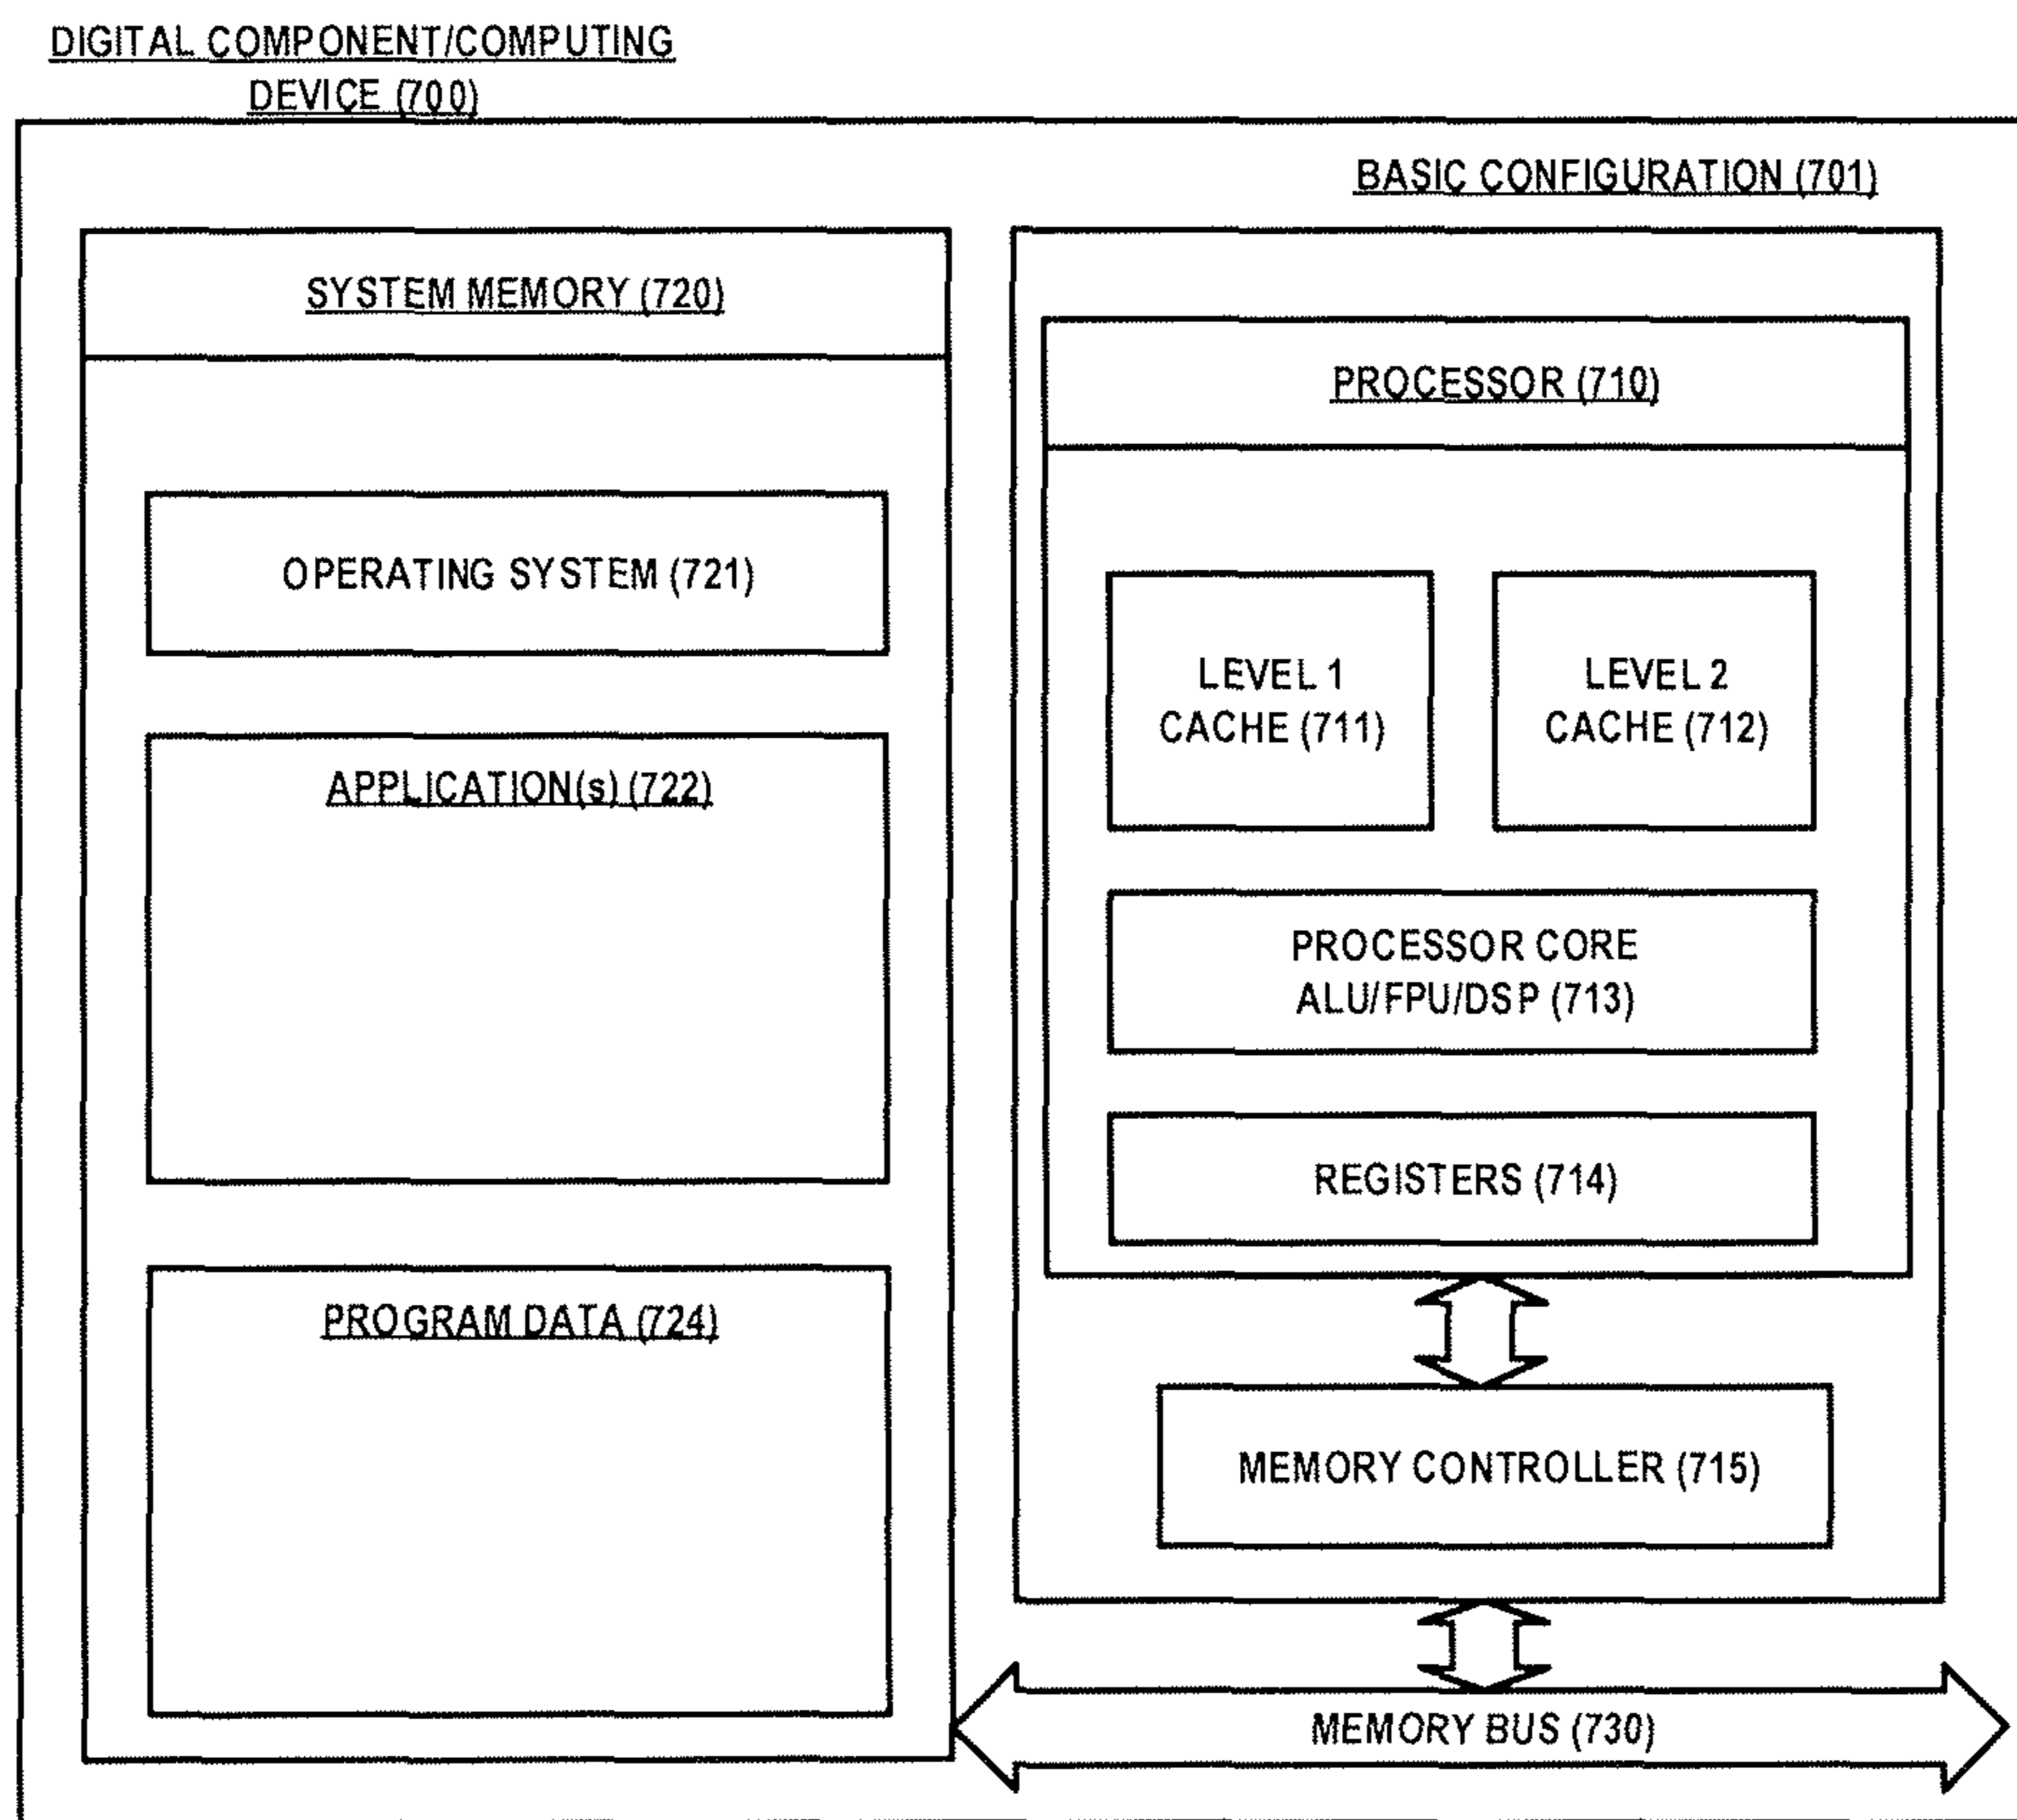 DIGITAL COMPONENT/COMPUTING
DEVICE (700)
BASIC CONFIGURATION (701)
SYSTEM MEMORY (720)
OPERATING SYSTEM (721)
APPLICATION(s) (722)
PROGRAM DATA (724)
PROCESSOR (710)
LEVEL 1
CACHE (711)
LEVEL 2
CACHE (712)
PROCESSOR CORE
ALU/FPU/DSP (713)
REGISTERS (714)
MEMORY CONTROLLER (715)
MEMORY BUS (730)